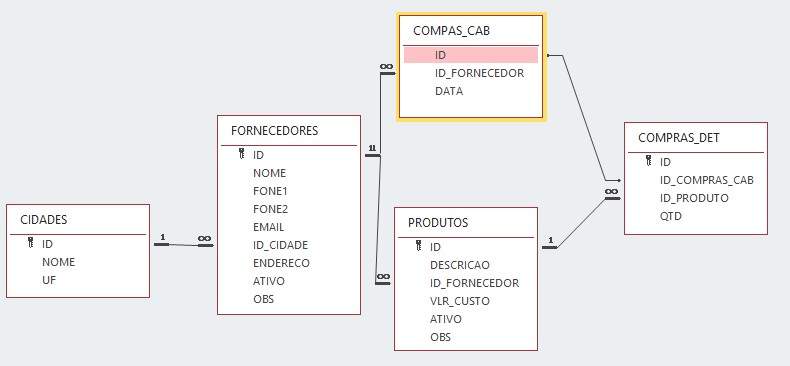 COMPAS_CAB
ID
ID_FORNECEDOR
DATA
FORNECEDORES
ID
NOME
FONE1
FONE2
EMAIL
ID_CIDADE
ENDERECO
ATIVO
OBS
COMPRAS_DET
ID
ID_COMPRAS_CAB
ID_PRODUTO
QTD
CIDADES
ID
NOME
UF
PRODUTOS
ID
DESCRICAO
ID_FORNECEDOR
VLR_CUSTO
ATIVO
OBS
1
∞
1
1
∞
∞
1
∞